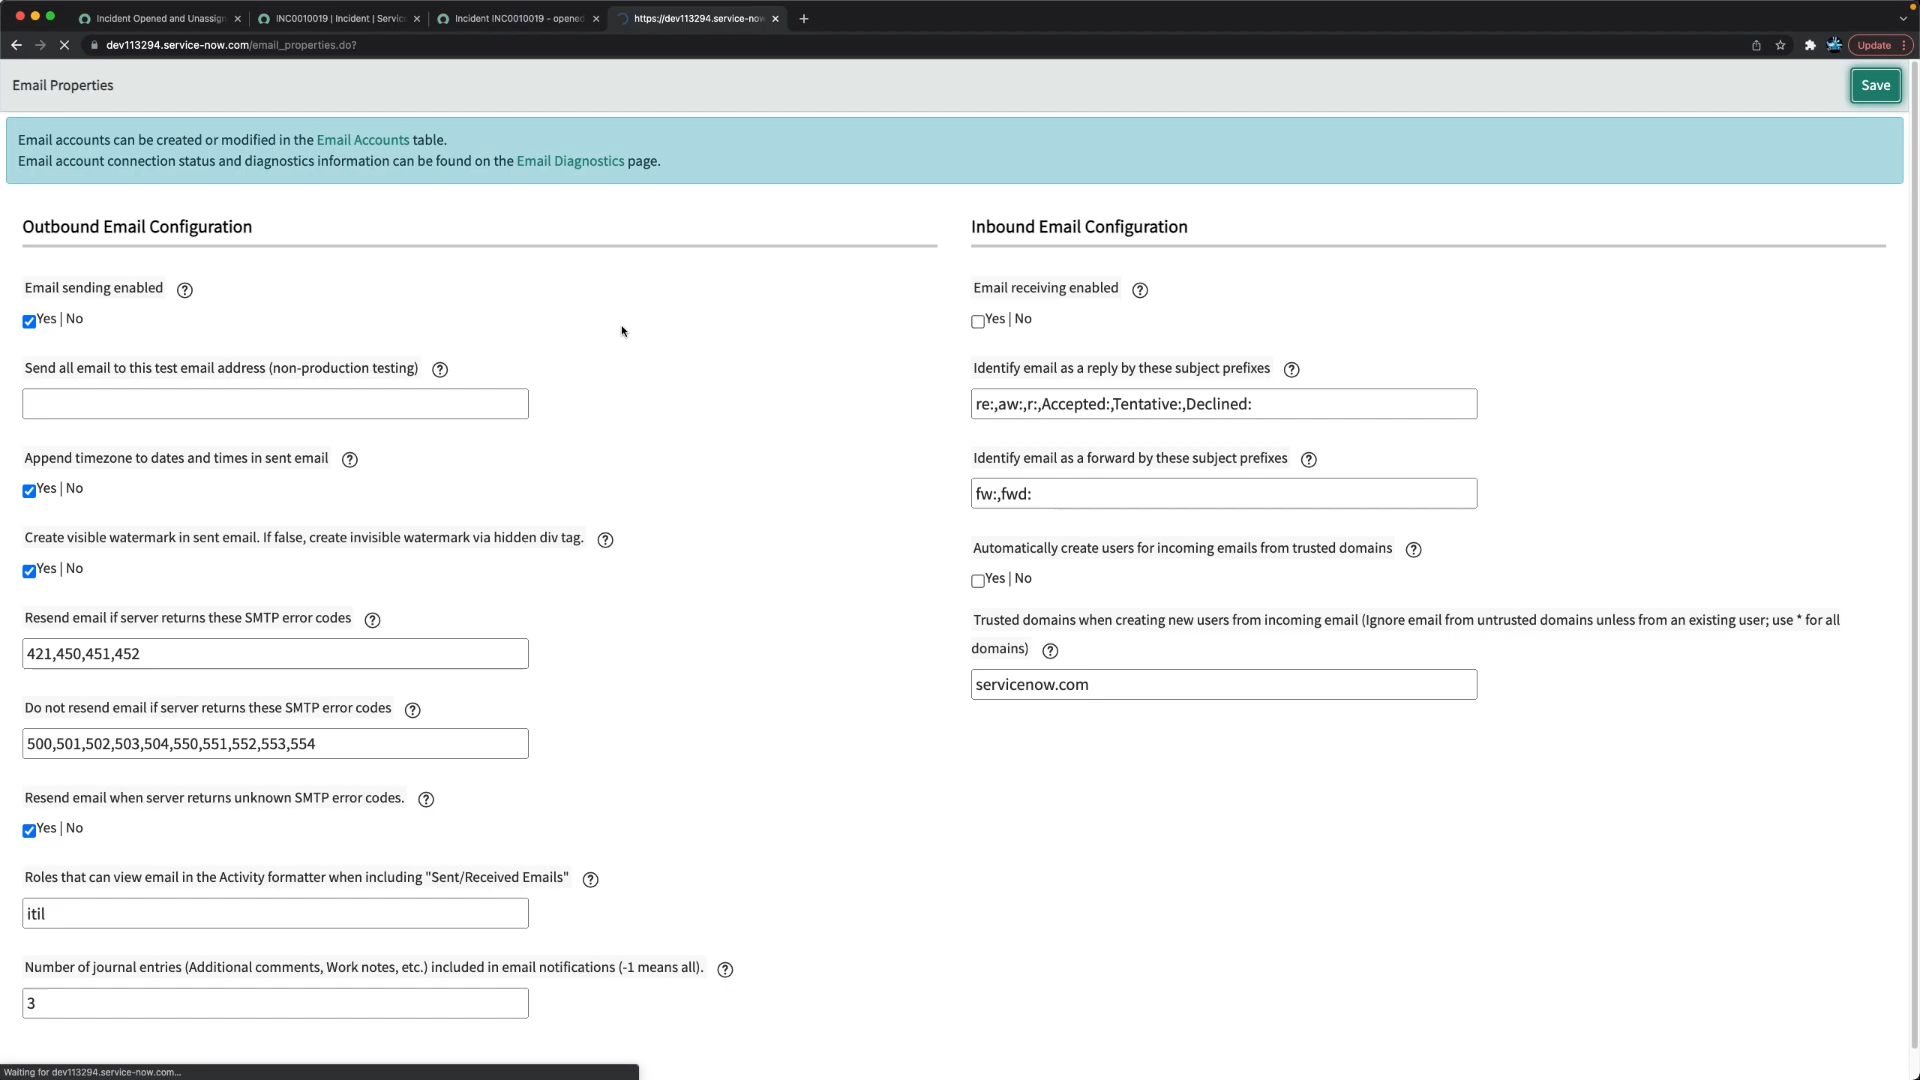 Incident Opened and Unassign
INC0010019 | Incident | Servic
Incident INC0010019 - opened
https://dev113294.service-now
dev113294.service-now.com/email_properties.do?
Update
Email Properties
Save
Email accounts can be created or modified in the Email Accounts table.
Email account connection status and diagnostics information can be found on the Email Diagnostics page.
Outbound Email Configuration
Email sending enabled
Yes | No
Send all email to this test email address (non-production testing)
Append timezone to dates and times in sent email
Yes | No
Create visible watermark in sent email. If false, create invisible watermark via hidden div tag.
Yes | No
Resend email if server returns these SMTP error codes
421,450,451,452
Do not resend email if server returns these SMTP error codes
500,501,502,503,504,550,551,552,553,554
Resend email when server returns unknown SMTP error codes.
Yes | No
Roles that can view email in the Activity formatter when including "Sent/Received Emails"
itil
Number of journal entries (Additional comments, Work notes, etc.) included in email notifications (-1 means all).
3
Inbound Email Configuration
Email receiving enabled
Yes | No
Identify email as a reply by these subject prefixes
re:,aw:,r:,Accepted:,Tentative:,Declined:
Identify email as a forward by these subject prefixes
fw:,fwd:
Automatically create users for incoming emails from trusted domains
Yes | No
Trusted domains when creating new users from incoming email (Ignore email from untrusted domains unless from an existing user; use * for all
domains)
servicenow.com
Waiting for dev113294.service-now.com...